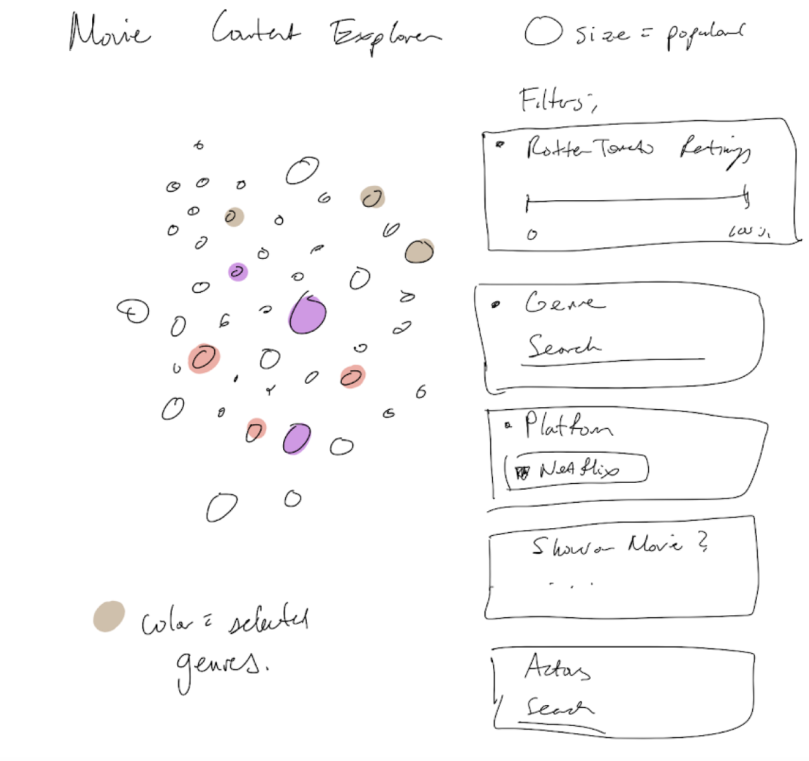 Movie Content Explorer
size = popular
Filters;
Rotten Tomato Ratings
0 100%
Genre
Search
Platform
Netflix
Show or Movie?
...
Actors
Search
color = selected
genres.